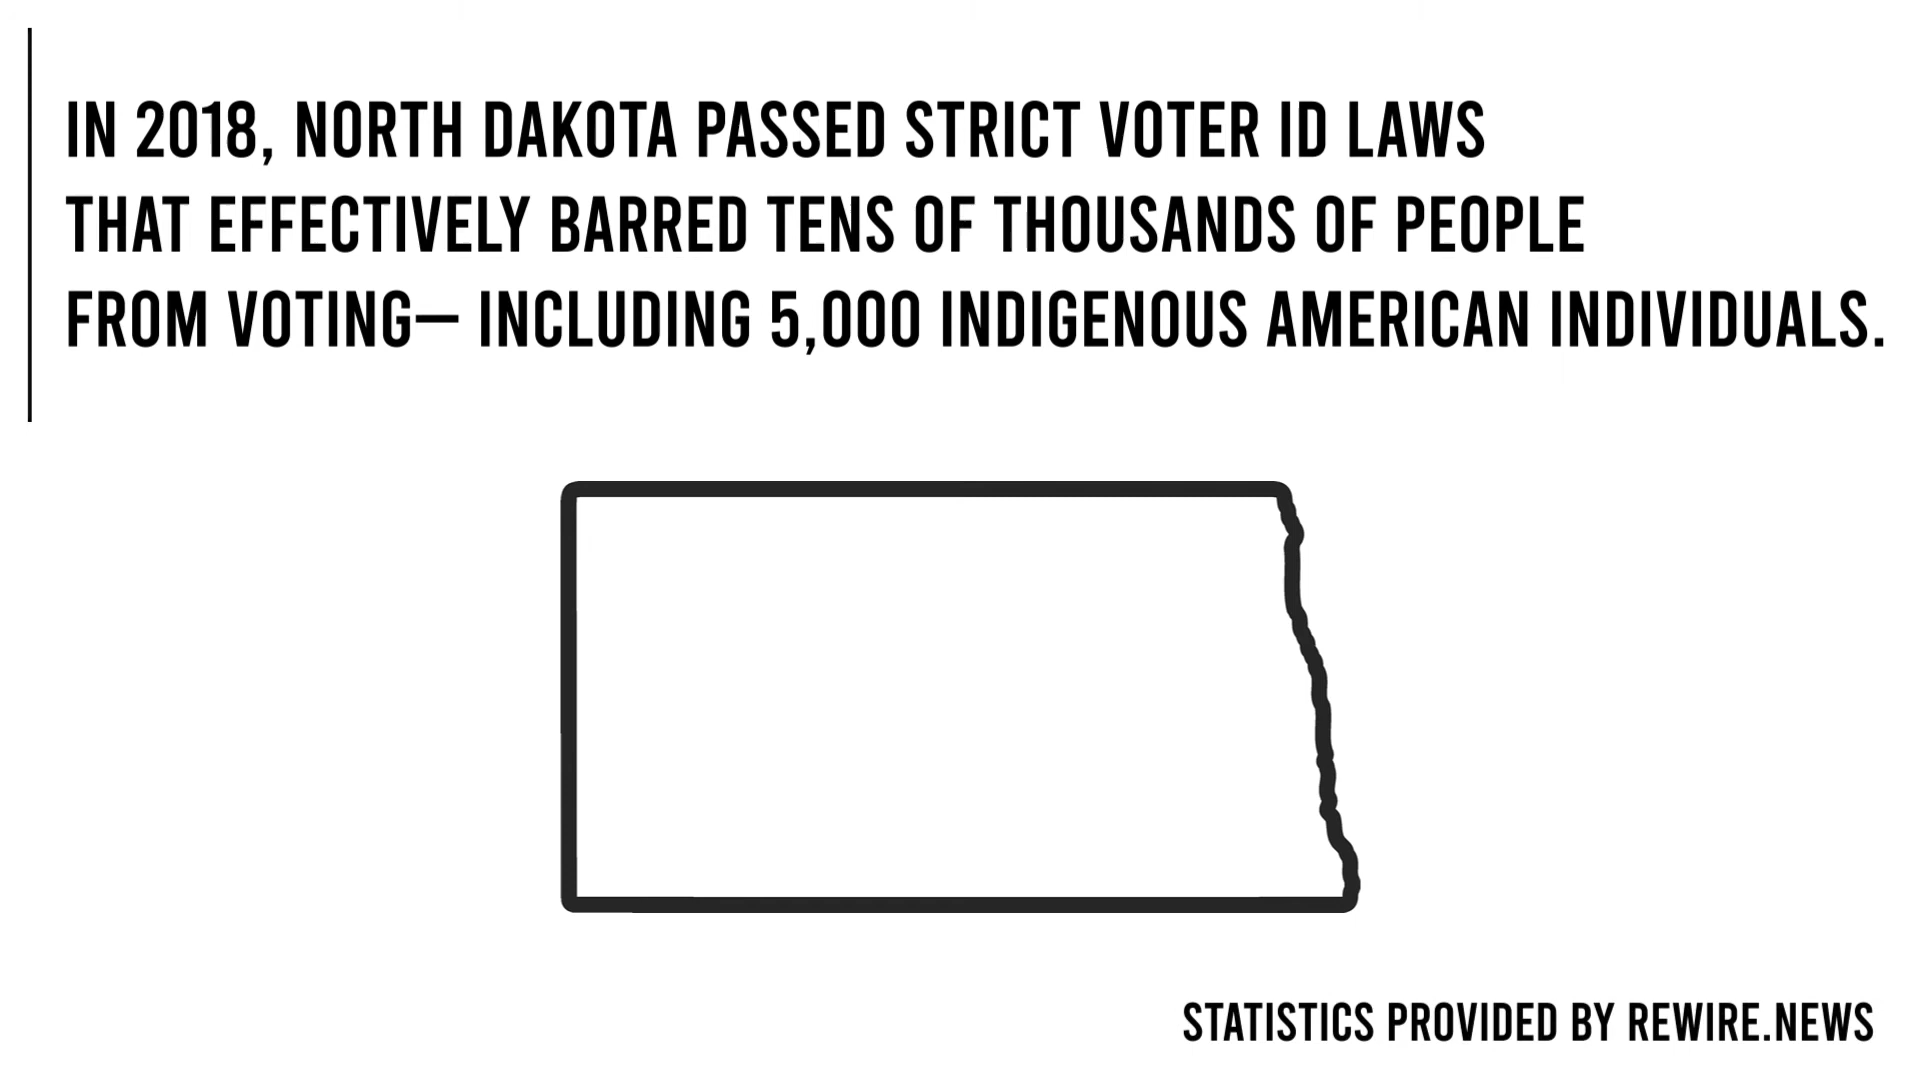 IN 2018, NORTH DAKOTA PASSED STRICT VOTER ID LAWS
THAT EFFECTIVELY BARRED TENS OF THOUSANDS OF PEOPLE
FROM VOTING— INCLUDING 5,000 INDIGENOUS AMERICAN INDIVIDUALS.
STATISTICS PROVIDED BY REWIRE.NEWS